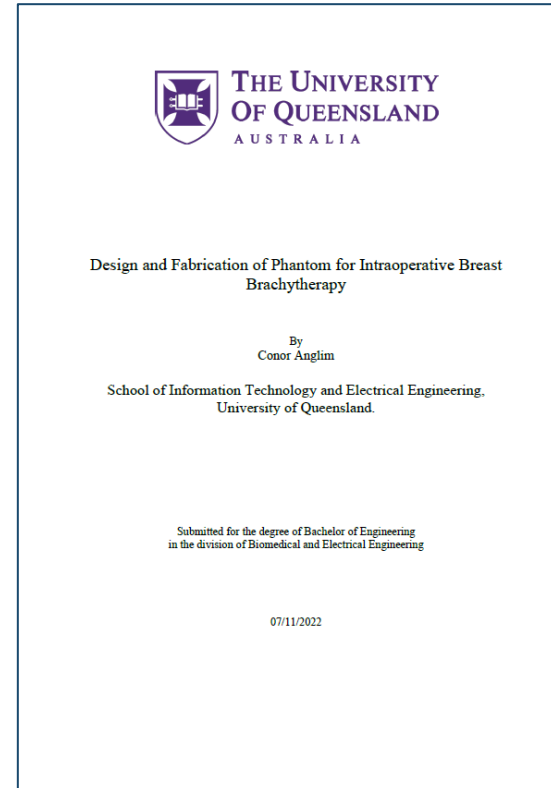 THE UNIVERSITY
OF QUEENSLAND
AUSTRALIA
Design and Fabrication of Phantom for Intraoperative Breast
Brachytherapy
By
Conor Anglim
School of Information Technology and Electrical Engineering,
University of Queensland.
Submitted for the degree of Bachelor of Engineering
in the division of Biomedical and Electrical Engineering
07/11/2022